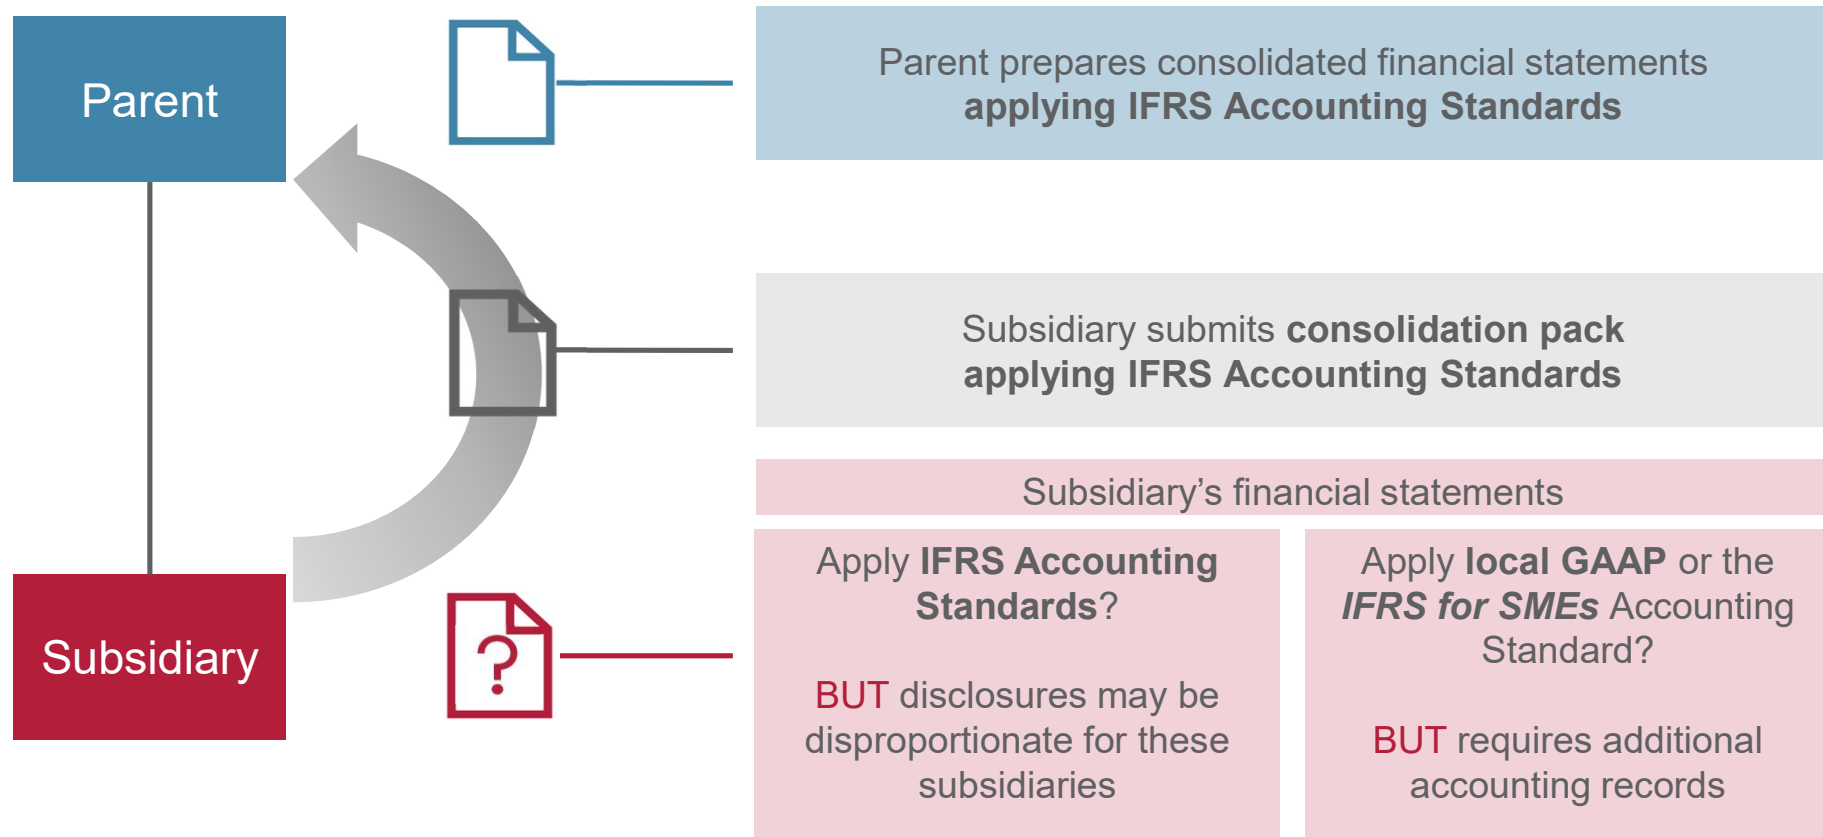 Parent
Parent prepares consolidated financial statements
applying IFRS Accounting Standards
Subsidiary submits consolidation pack
applying IFRS Accounting Standards
Subsidiary
?
Subsidiary’s financial statements
Apply IFRS Accounting
Standards?
BUT disclosures may be
disproportionate for these
subsidiaries
Apply local GAAP or the
IFRS for SMEs Accounting
Standard?
BUT requires additional
accounting records